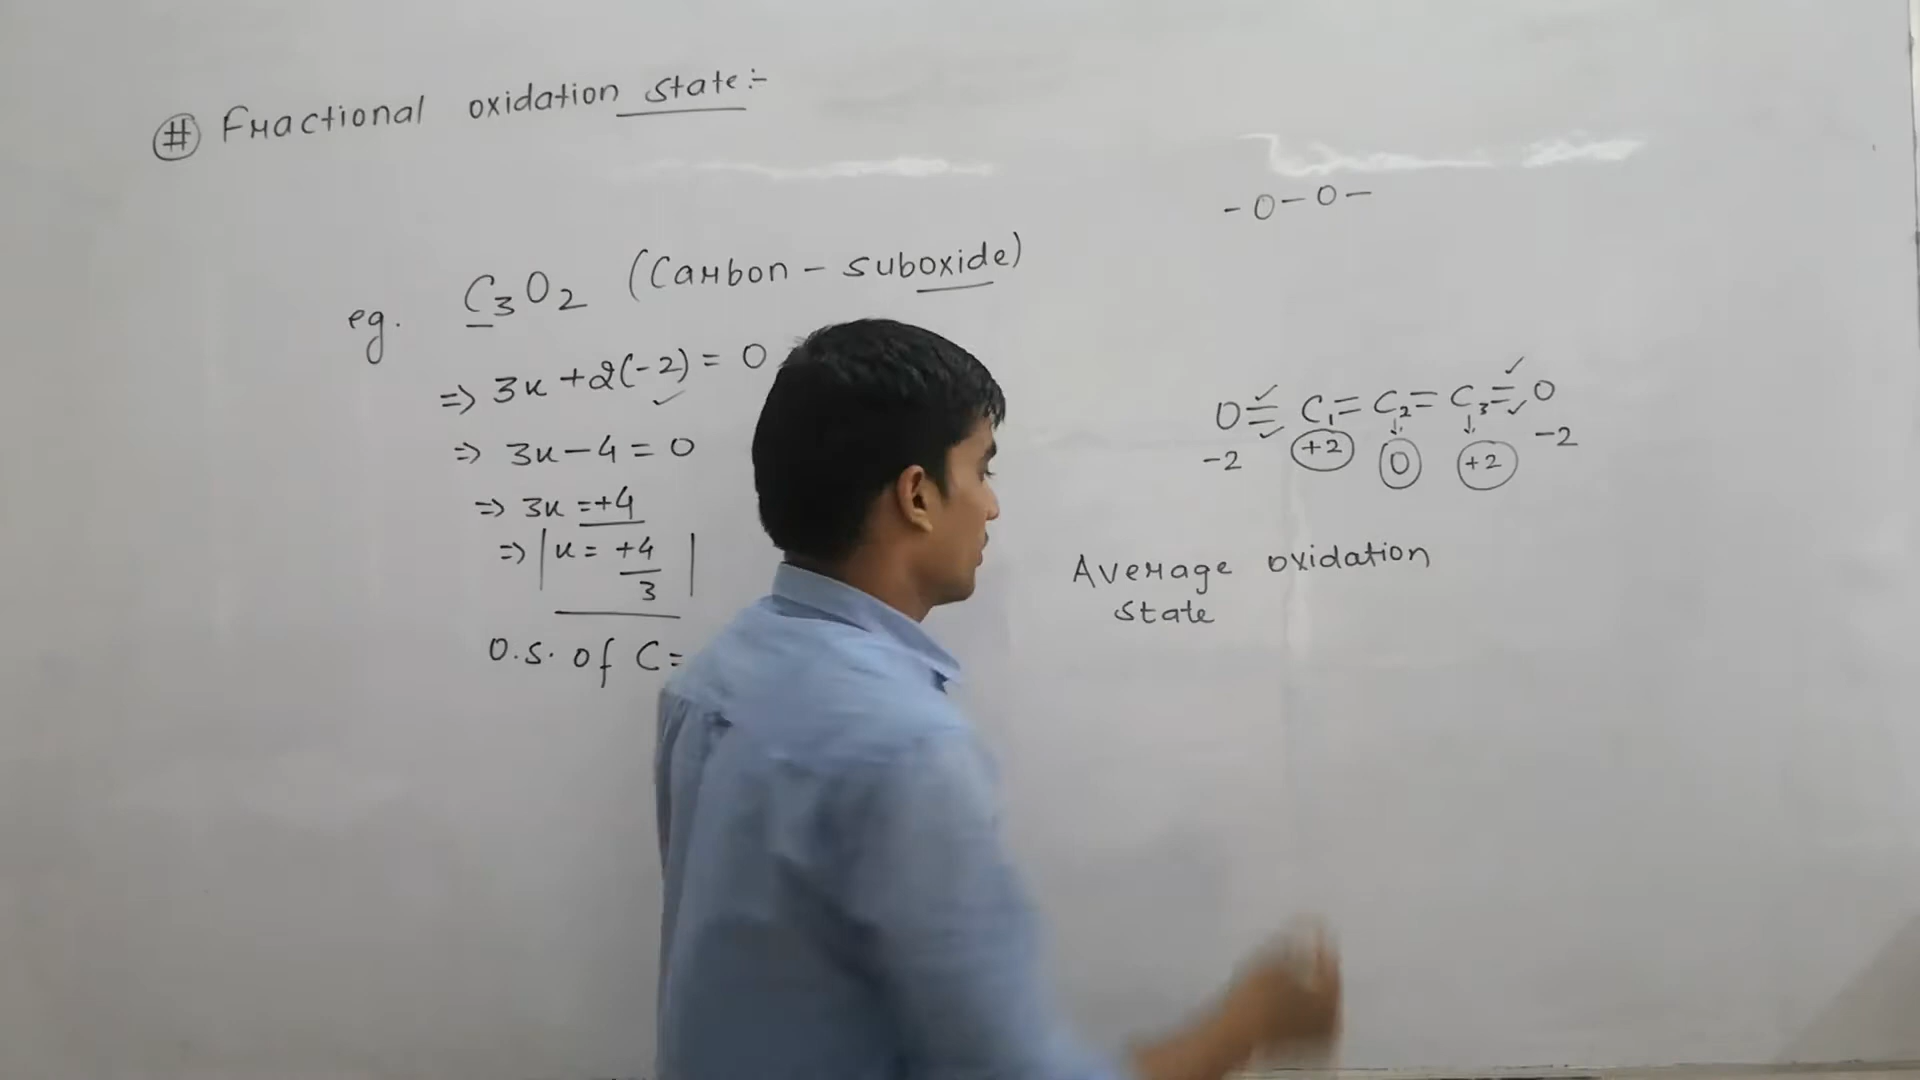 # Fractional oxidation state:-
-O-O-
eg. C3O2 (Carbon - suboxide)
=> 3x + 2(-2) = 0
=> 3x - 4 = 0
=> 3x = +4
=> |x = +4/3|
O.S. of C =
O = C1 = C2 = C3 = O
-2 +2 0 +2 -2
Average oxidation
state